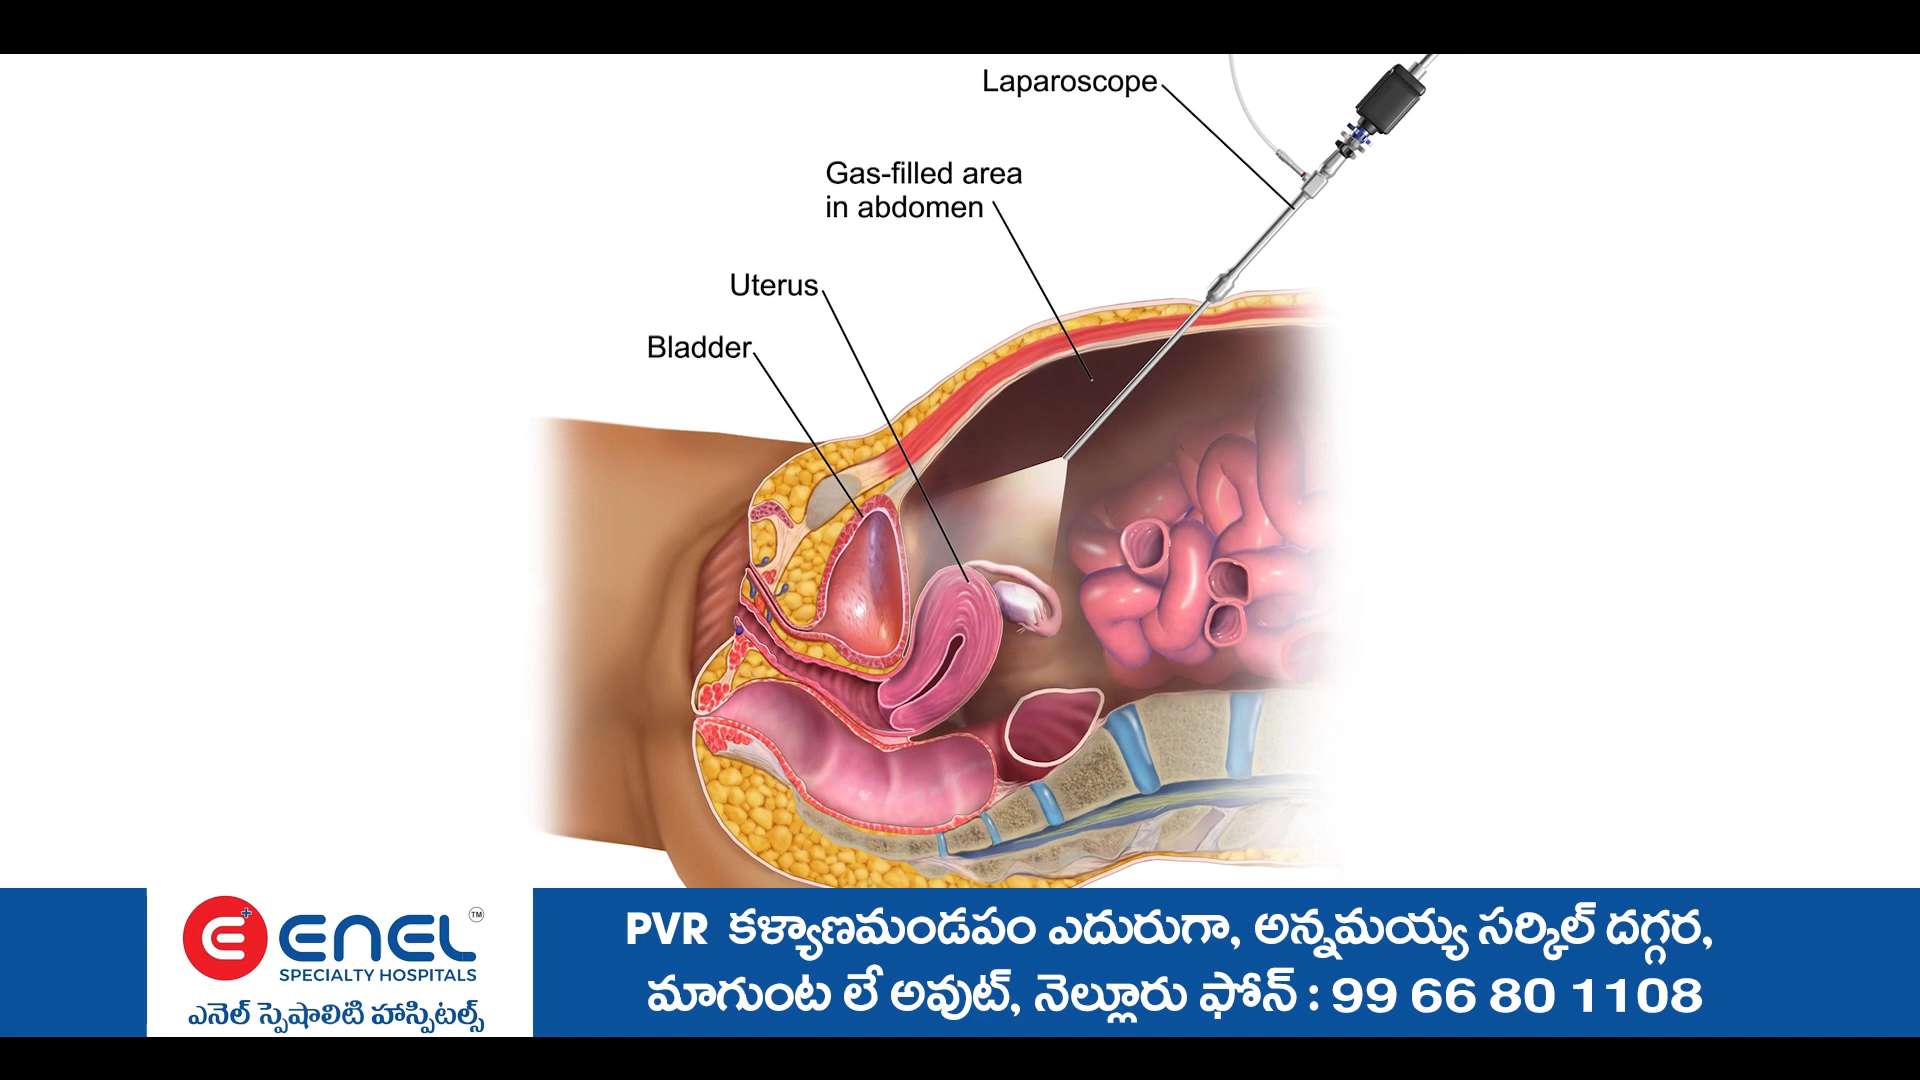 Laparoscope
Gas-filled area
in abdomen
Uterus
Bladder
ENEL TM
SPECIALTY HOSPITALS
ఎనెల్ స్పెషాలిటి హాస్పిటల్స్
PVR కళ్యాణమండపం ఎదురుగా, అన్నమయ్య సర్కిల్ దగ్గర,
మాగుంట లే అవుట్, నెల్లూరు ఫోన్ : 99 66 80 1108